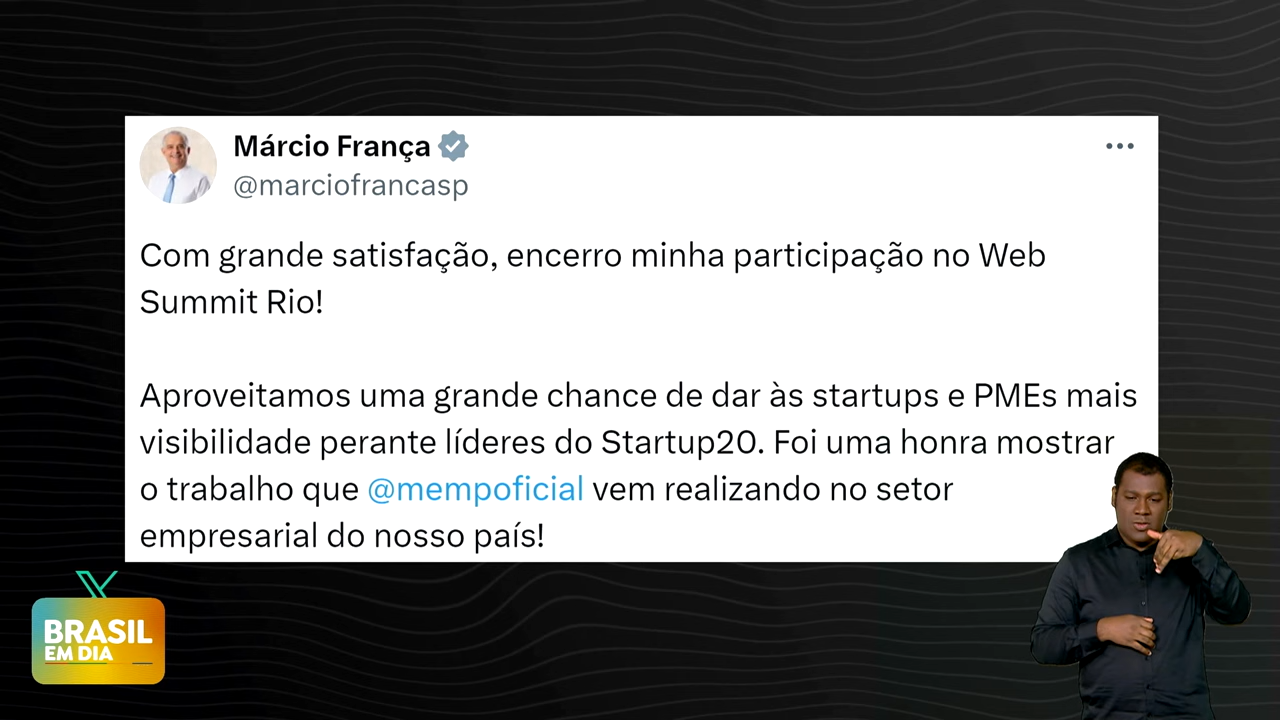 Márcio França
@marciofrancasp
Com grande satisfação, encerro minha participação no Web
Summit Rio!
Aproveitamos uma grande chance de dar às startups e PMEs mais
visibilidade perante líderes do Startup20. Foi uma honra mostrar
o trabalho que @mempoficial vem realizando no setor
empresarial do nosso país!
BRASIL
EM DIA